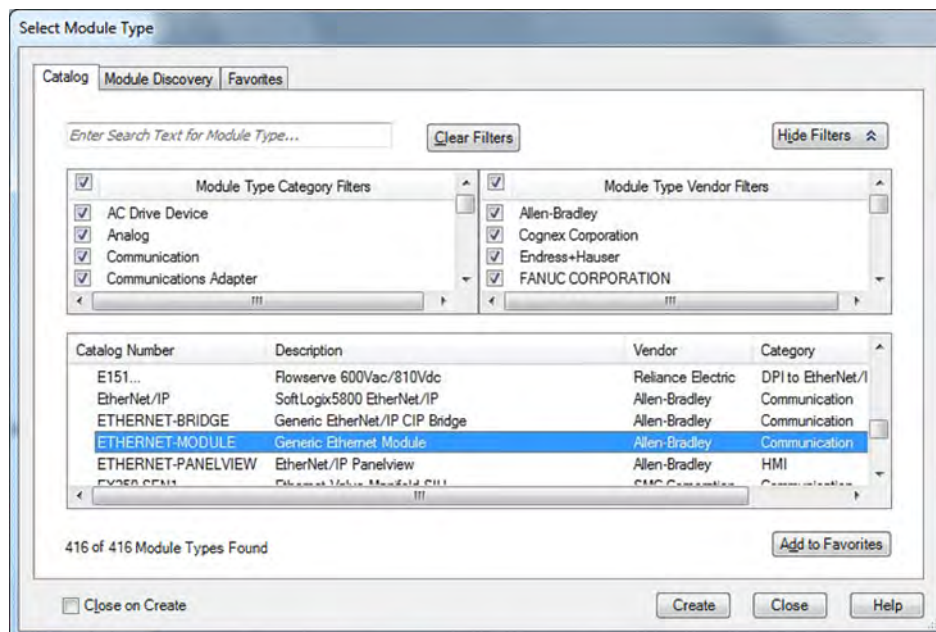 Select Module Type
Catalog Module Discovery Favorites
Enter Search Text for Module Type...
Clear Filters
Hide Filters
Module Type Category Filters
AC Drive Device
Analog
Communication
Communications Adapter
Module Type Vendor Filters
Allen-Bradley
Cognex Corporation
Endress+Hauser
FANUC CORPORATION
Catalog Number Description Vendor Category
E151... Flowserve 600Vac/810Vdc Reliance Electric DPI to EtherNet/I
EtherNet/IP SoftLogix5800 EtherNet/IP Allen-Bradley Communication
ETHERNET-BRIDGE Generic EtherNet/IP CIP Bridge Allen-Bradley Communication
ETHERNET-MODULE Generic Ethernet Module Allen-Bradley Communication
ETHERNET-PANELVIEW EtherNet/IP Panelview Allen-Bradley HMI
416 of 416 Module Types Found
Add to Favorites
Close on Create
Create Close Help